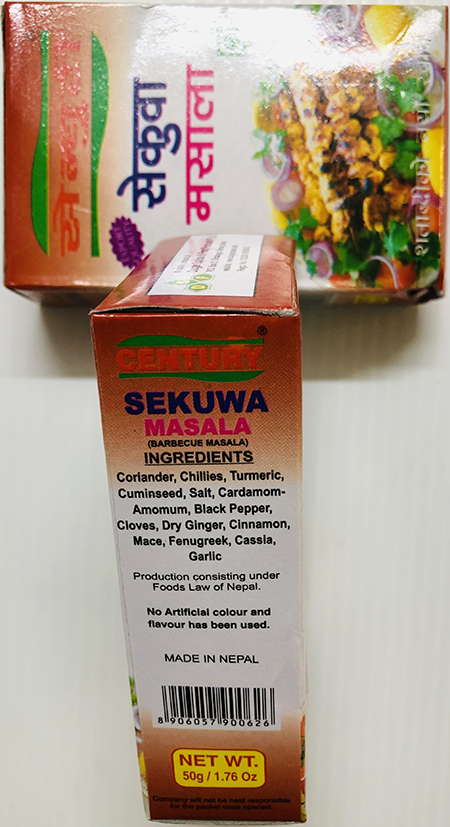 सेन्चुरी
सेकुवा
मसाला
CENTURY®
SEKUWA
MASALA
(BARBECUE MASALA)
INGREDIENTS
Coriander, Chillies, Turmeric,
Cuminseed, Salt, Cardamom-
Amomum, Black Pepper,
Cloves, Dry Ginger, Cinnamon,
Mace, Fenugreek, Cassia,
Garlic
Production consisting under
Foods Law of Nepal.
No Artificial colour and
flavour has been used.
MADE IN NEPAL
8 906057 900626
NET WT.
50g / 1.76 Oz
Company will not be held responsible
for the packet once opened.